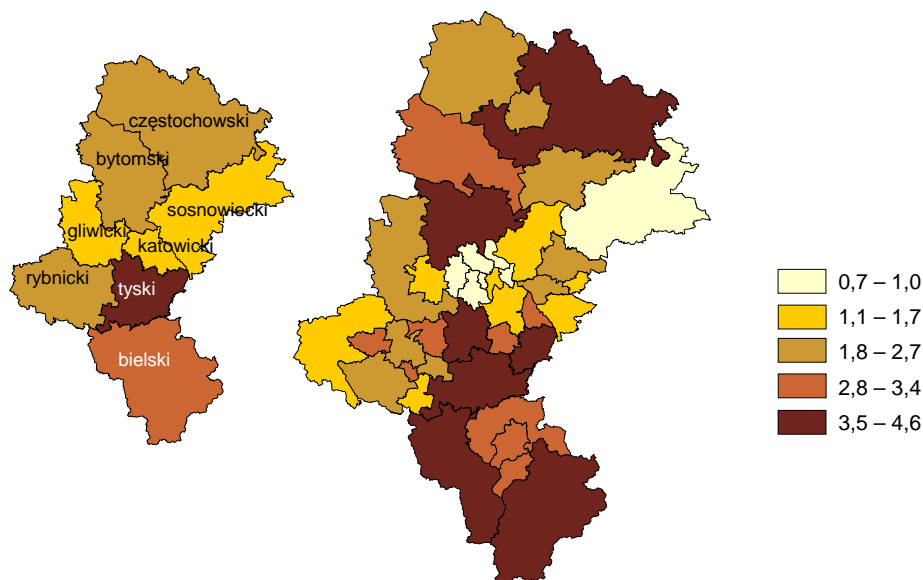 częstochowski
bytomski
sosnowiecki
gliwicki
katowicki
rybnicki
tyski
bielski
0,7 – 1,0
1,1 – 1,7
1,8 – 2,7
2,8 – 3,4
3,5 – 4,6